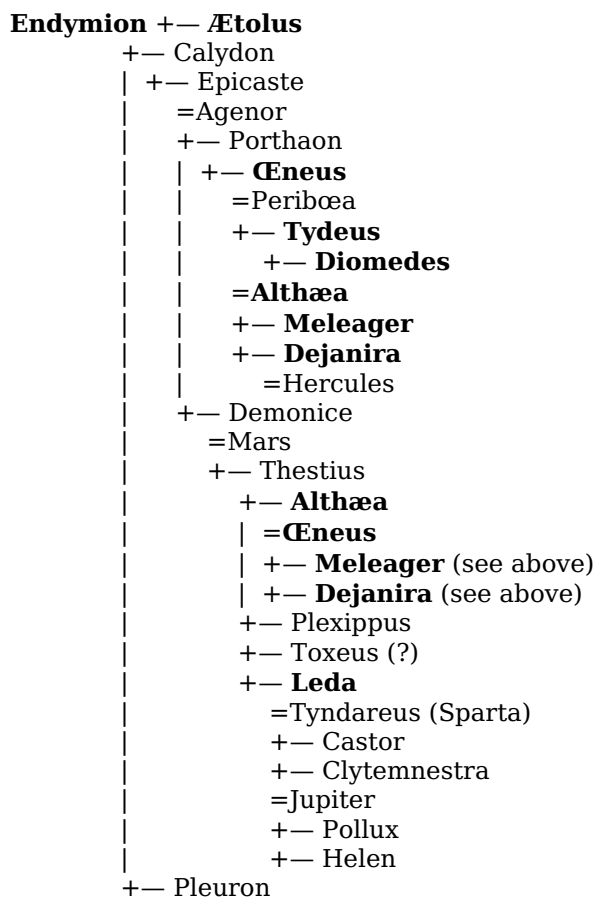 Endymion +— Ætolus
+— Calydon
| +— Epicaste
| =Agenor
| +— Porthaon
| | +— Œneus
| | =Peribœa
| | +— Tydeus
| | +— Diomedes
| | =Althæa
| | +— Meleager
| | +— Dejanira
| | =Hercules
| +— Demonice
| =Mars
| +— Thestius
| +— Althæa
| | =Œneus
| | +— Meleager (see above)
| | +— Dejanira (see above)
| +— Plexippus
| +— Toxeus (?)
| +— Leda
| =Tyndareus (Sparta)
| +— Castor
| +— Clytemnestra
| =Jupiter
| +— Pollux
| +— Helen
+— Pleuron